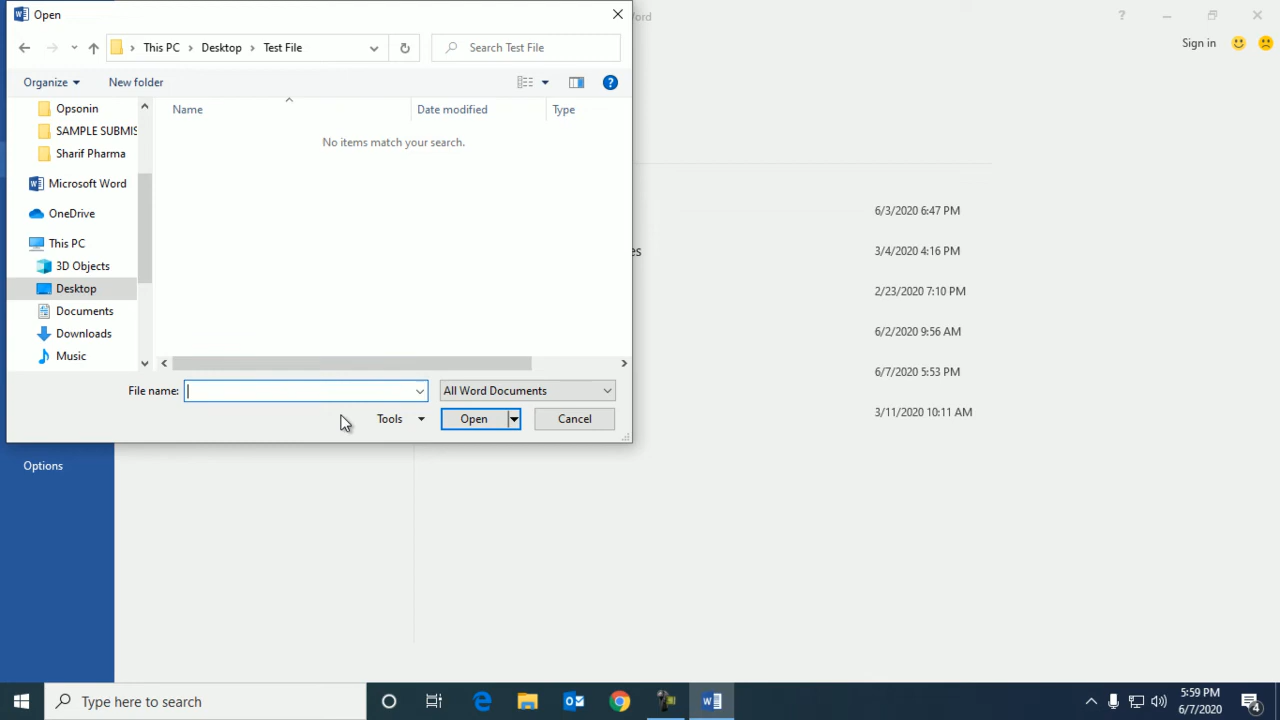 Open
ord
This PC
Desktop
Test File
Search Test File
Sign in
Organize
New folder
Opsonin
SAMPLE SUBMIS
Sharif Pharma
Microsoft Word
OneDrive
This PC
3D Objects
Desktop
Documents
Downloads
Music
Name
Date modified
Type
No items match your search.
File name:
All Word Documents
Tools
Open
Cancel
6/3/2020 6:47 PM
es
3/4/2020 4:16 PM
2/23/2020 7:10 PM
6/2/2020 9:56 AM
6/7/2020 5:53 PM
3/11/2020 10:11 AM
Options
Type here to search
5:59 PM
6/7/2020
4